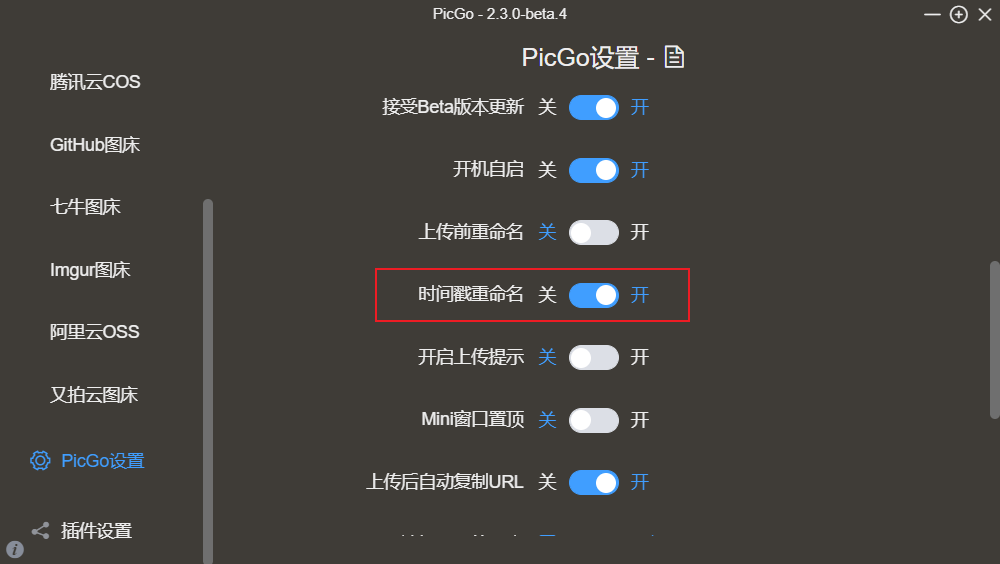 PicGo - 2.3.0-beta.4
PicGo设置 -
腾讯云COS
GitHub图床
七牛图床
Imgur图床
阿里云OSS
又拍云图床
PicGo设置
插件设置
接受Beta版本更新 关 开
开机自启 关 开
上传前重命名 关 开
时间戳重命名 关 开
开启上传提示 关 开
Mini窗口置顶 关 开
上传后自动复制URL 关 开